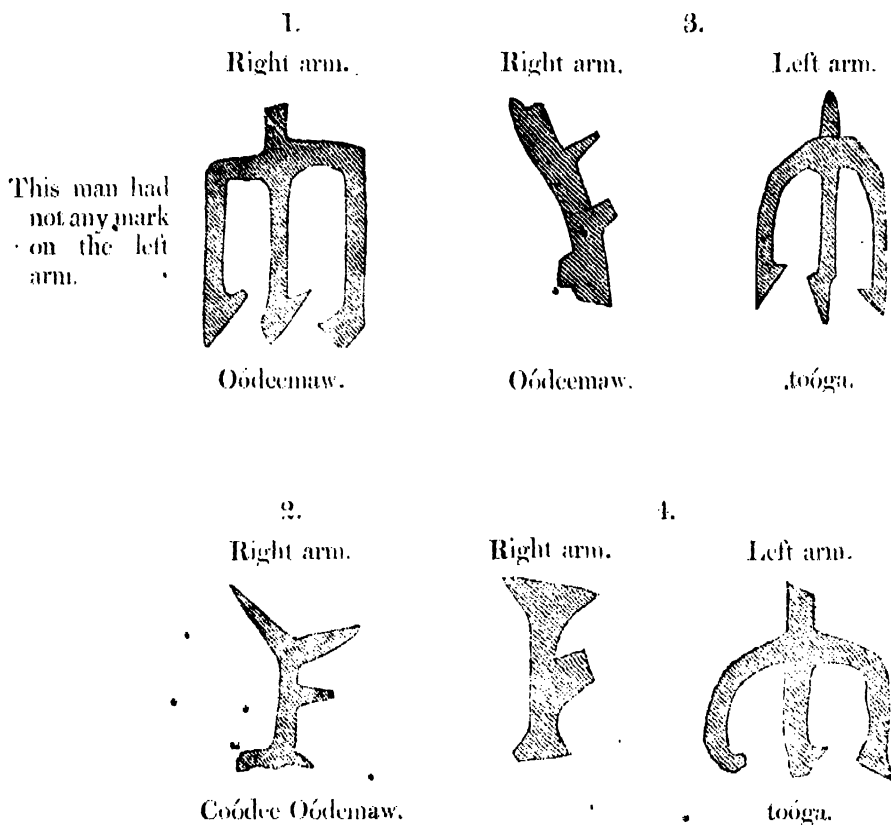 1.
Right arm.
This man had
not any mark
on the left
arm.
Oódeemaw.
3.
Right arm. Left arm.
Oódeemaw. toóga.
2.
Right arm.
Coódee Oódemaw.
4.
Right arm. Left arm.
toóga.